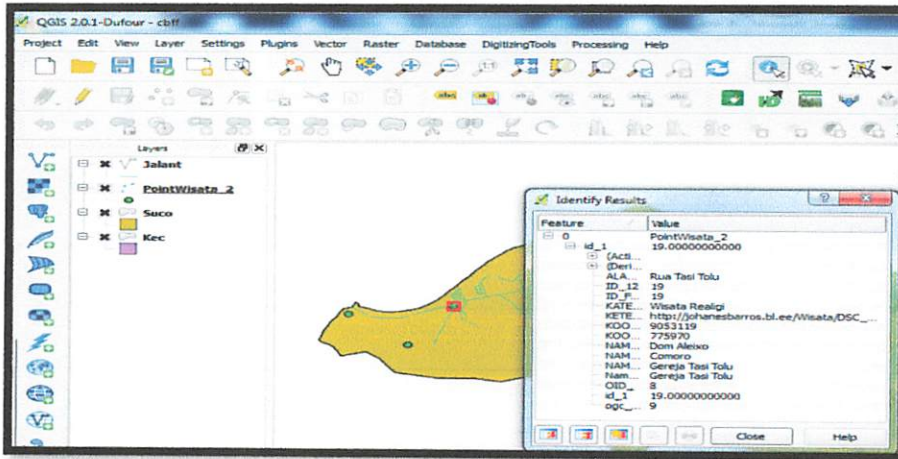 QGIS 2.0.1-Dufour - cbff
Project Edit View Layer Settings Plugins Vector Raster Database DigitizingTools Processing Help
Layers
Jalant
PointWisata_2
Suco
Kec
Identify Results
Feature Value
0 PointWisata_2
id_1 19.00000000000
(Acti...
(Deri...
ALA... Rua Tasi Tolu
ID_12 19
ID_F... 19
KATE... Wisata Realigi
KETE... http://johanesbarros.bl.ee/Wisata/DSC_...
KOO... 9053119
KOO... 775970
NAM... Dom Aleixo
NAM... Comoro
NAM... Gereja Tasi Tolu
Nam... Gereja Tasi Tolu
OID_ 8
id_1 19.00000000000
ogc_... 9
Close Help